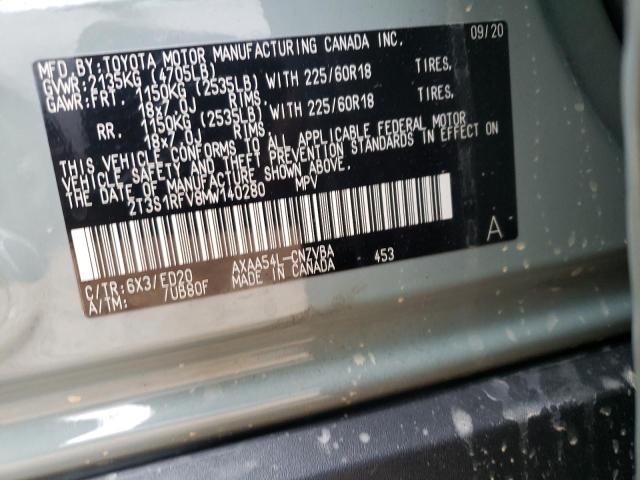 MFD. BY: TOYOTA MOTOR MANUFACTURING CANADA INC. 09/20
GVWR: 2135KG (4705LB)
GAWR: FRT. 1150KG (2535LB) WITH 225/60R18 TIRES,
18x7.0J RIMS,
RR. 1150KG (2535LB) WITH 225/60R18 TIRES,
18x7.0J RIMS,
THIS VEHICLE CONFORMS TO ALL APPLICABLE FEDERAL MOTOR
VEHICLE SAFETY AND THEFT PREVENTION STANDARDS IN EFFECT ON
THE DATE OF MANUFACTURE SHOWN ABOVE.
2T3S1RFV8MW140280 MPV
C/TR: 6X3/ED20 AXAA54L-CNZVBA 453 A
A/TM: /UB80F MADE IN CANADA